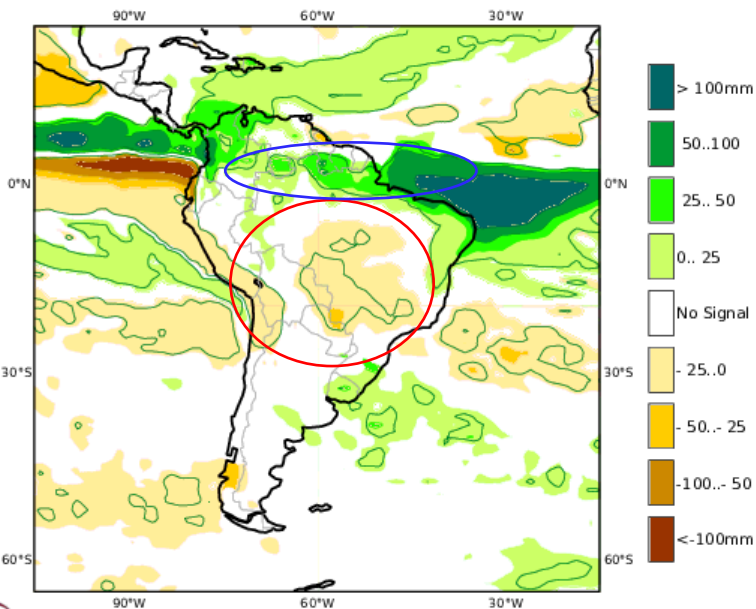 90°W 60°W 30°W
> 100mm
50..100
0°N 0°N
25.. 50
0.. 25
No Signal
30°S 30°S
- 25..0
- 50..- 25
-100..- 50
<-100mm
60°S 60°S
90°W 60°W 30°W